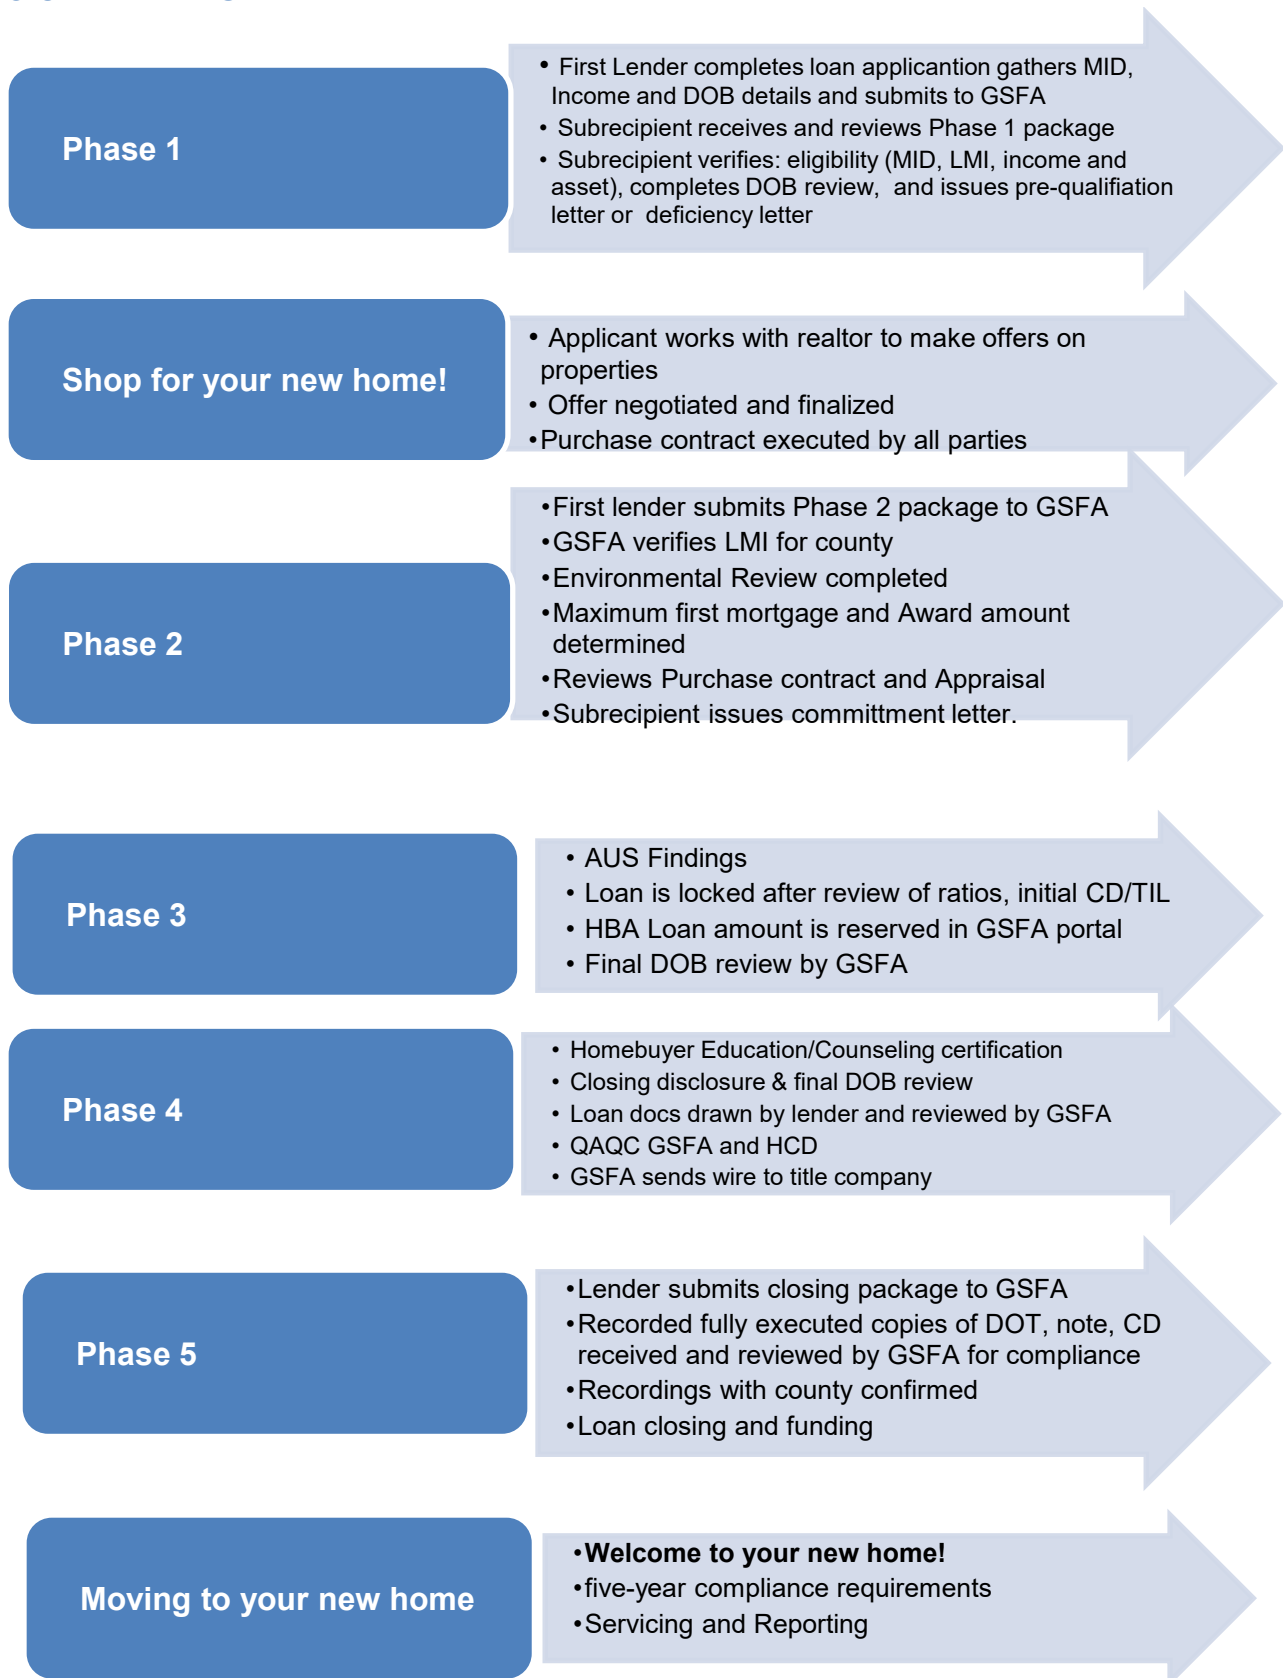 Phase 1
• First Lender completes loan applicantion gathers MID,
Income and DOB details and submits to GSFA
• Subrecipient receives and reviews Phase 1 package
• Subrecipient verifies: eligibility (MID, LMI, income and
asset), completes DOB review, and issues pre-qualifiation
letter or deficiency letter
Shop for your new home!
• Applicant works with realtor to make offers on
properties
• Offer negotiated and finalized
•Purchase contract executed by all parties
Phase 2
•First lender submits Phase 2 package to GSFA
•GSFA verifies LMI for county
•Environmental Review completed
•Maximum first mortgage and Award amount
determined
•Reviews Purchase contract and Appraisal
•Subrecipient issues committment letter.
Phase 3
• AUS Findings
• Loan is locked after review of ratios, initial CD/TIL
• HBA Loan amount is reserved in GSFA portal
• Final DOB review by GSFA
Phase 4
• Homebuyer Education/Counseling certification
• Closing disclosure & final DOB review
• Loan docs drawn by lender and reviewed by GSFA
• QAQC GSFA and HCD
• GSFA sends wire to title company
Phase 5
•Lender submits closing package to GSFA
•Recorded fully executed copies of DOT, note, CD
received and reviewed by GSFA for compliance
•Recordings with county confirmed
•Loan closing and funding
Moving to your new home
•Welcome to your new home!
•five-year compliance requirements
•Servicing and Reporting